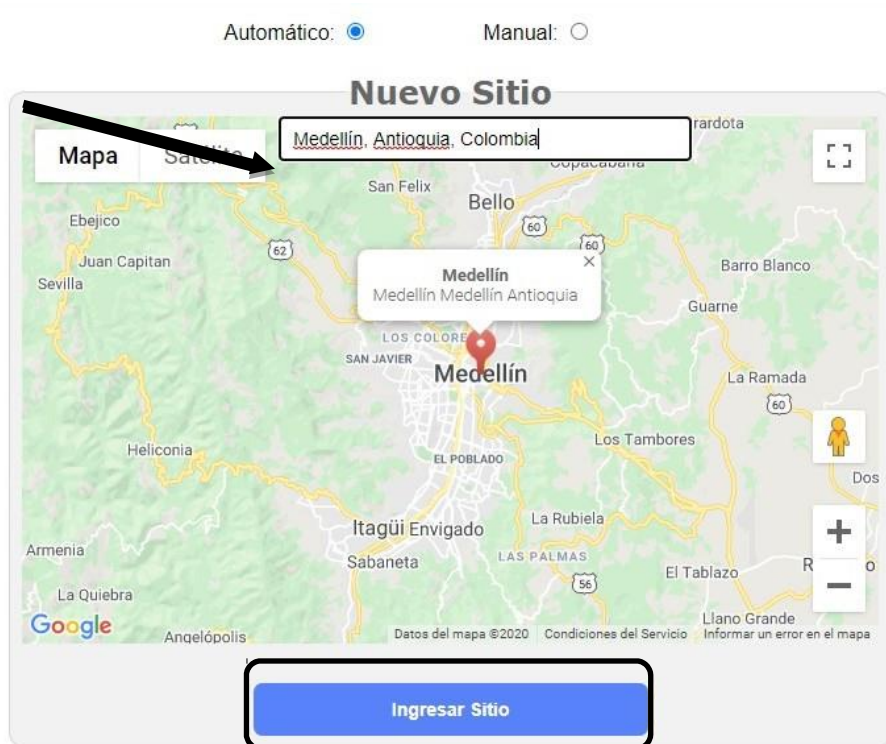 Automático: Manual:
Nuevo Sitio
Medellín, Antioquia, Colombia
Mapa
San Felix
Bello
60
60
Ebejico
62
Juan Capitan
Sevilla
Barro Blanco
Medellín
Medellín Medellín Antioquia
Guarne
LOS COLORE
SAN JAVIER
Medellín
La Ramada
60
Heliconia
Los Tambores
EL POBLADO
Dos
Itagüi Envigado
La Rubiela
Armenia
Sabaneta
LAS PALMAS
El Tablazo
56
La Quiebra
Llano Grande
Google
Angelópolis
Datos del mapa ©2020 Condiciones del Servicio Informar un error en el mapa
Ingresar Sitio